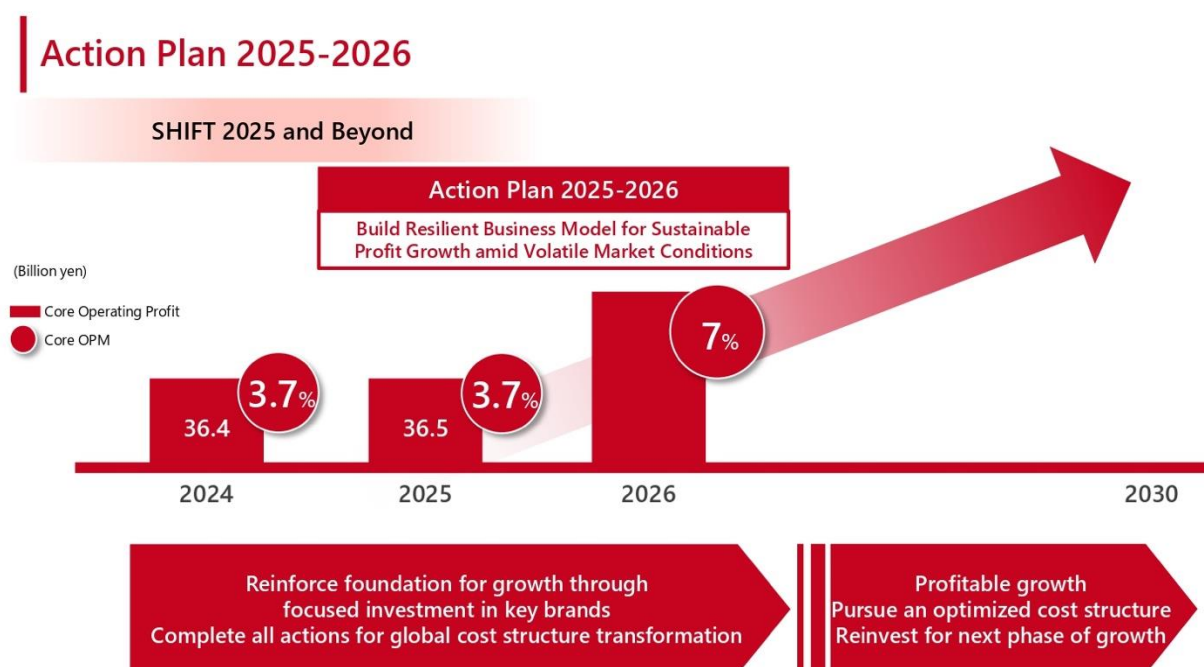 Action Plan 2025-2026
SHIFT 2025 and Beyond
Action Plan 2025-2026
Build Resilient Business Model for Sustainable
Profit Growth amid Volatile Market Conditions
(Billion yen)
Core Operating Profit
Core OPM
7%
3.7%
3.7%
36.4
36.5
2024
2025
2026
2030
Reinforce foundation for growth through
focused investment in key brands
Complete all actions for global cost structure transformation
Profitable growth
Pursue an optimized cost structure
Reinvest for next phase of growth